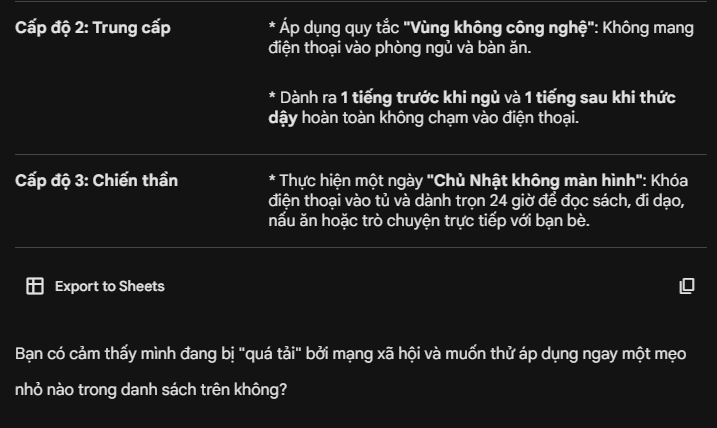 Cấp độ 2: Trung cấp
* Áp dụng quy tắc "Vùng không công nghệ": Không mang
điện thoại vào phòng ngủ và bàn ăn.
* Dành ra 1 tiếng trước khi ngủ và 1 tiếng sau khi thức
dậy hoàn toàn không chạm vào điện thoại.
Cấp độ 3: Chiến thần
* Thực hiện một ngày "Chủ Nhật không màn hình": Khóa
điện thoại vào tủ và dành trọn 24 giờ để đọc sách, đi dạo,
nấu ăn hoặc trò chuyện trực tiếp với bạn bè.
Export to Sheets
Bạn có cảm thấy mình đang bị "quá tải" bởi mạng xã hội và muốn thử áp dụng ngay một mẹo
nhỏ nào trong danh sách trên không?